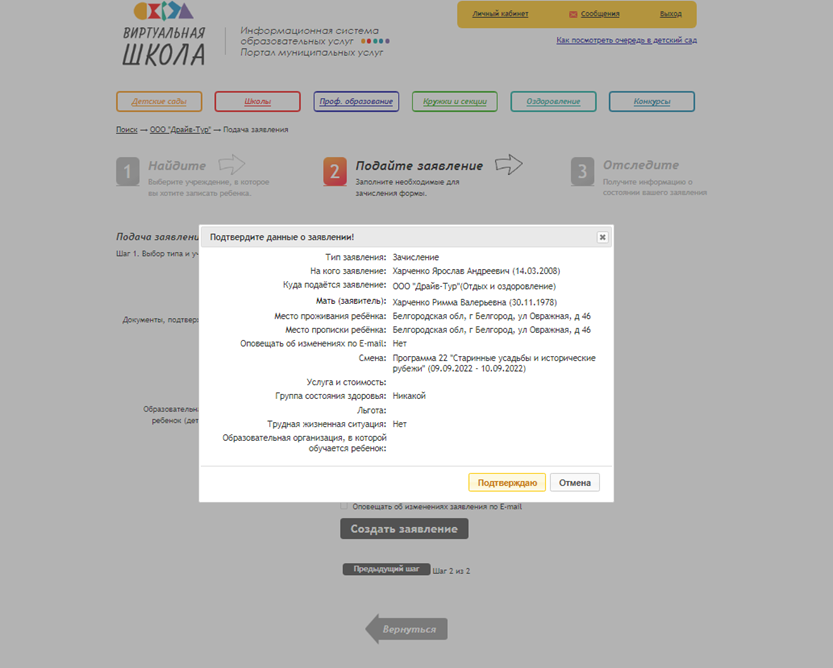 ВИРТУАЛЬНАЯ
ШКОЛА
Информационная система
образовательных услуг
Портал муниципальных услуг
Личный кабинет Сообщения Выход
Как посмотреть очередь в детский сад
Детские сады Школы Проф. образование Кружки и секции Оздоровление Конкурсы
Поиск → ООО "Драйв-Тур" → Подача заявления
1 Найдите
Выберите учреждение, в которое
вы хотите записать ребенка.
2 Подайте заявление
Заполните необходимые для
зачисления формы.
3 Отследите
Получите информацию о
состоянии вашего заявления
Подача заявлени
Шаг 1. Выбор типа и уч
Документы, подтверж
Образовательна
ребенок (дет
Подтвердите данные о заявлении!
Тип заявления: Зачисление
На кого заявление: Харченко Ярослав Андреевич (14.03.2008)
Куда подаётся заявление: ООО "Драйв-Тур"(Отдых и оздоровление)
Мать (заявитель): Харченко Римма Валерьевна (30.11.1978)
Место проживания ребёнка: Белгородская обл, г Белгород, ул Овражная, д 46
Место прописки ребёнка: Белгородская обл, г Белгород, ул Овражная, д 46
Оповещать об изменениях по E-mail: Нет
Смена: Программа 22 "Старинные усадьбы и исторические
рубежи" (09.09.2022 - 10.09.2022)
Услуга и стоимость:
Группа состояния здоровья: Никакой
Льгота:
Трудная жизненная ситуация: Нет
Образовательная организация, в которой
обучается ребенок:
Подтверждаю Отмена
Оповещать об изменениях заявления по E-mail
Создать заявление
Предыдущий шаг Шаг 2 из 2
Вернуться